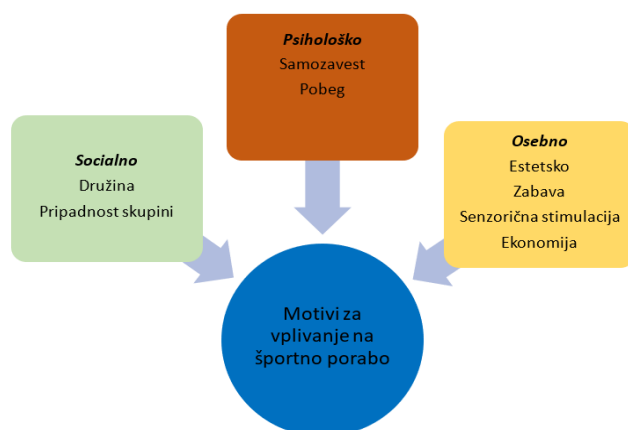 Psihološko
Samozavest
Pobeg
Socialno
Družina
Pripadnost skupini
Osebno
Estetsko
Zabava
Senzorična stimulacija
Ekonomija
Motivi za
vplivanje na
športno porabo